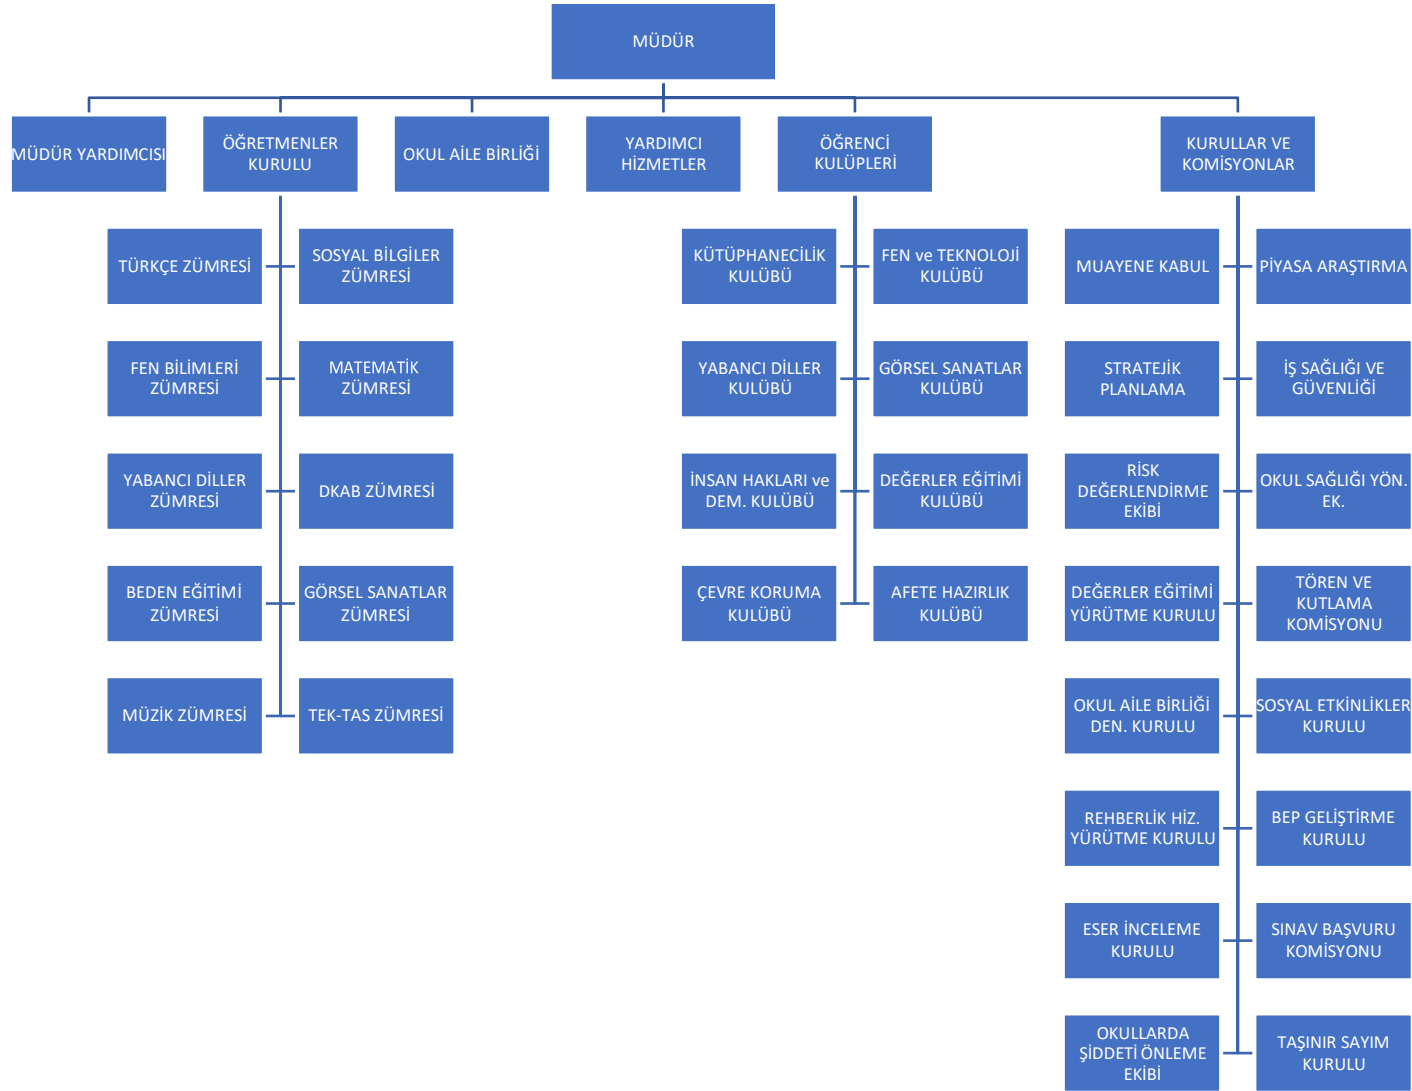 MÜDÜR
MÜDÜR YARDIMCISI
ÖĞRETMENLER
KURULU
OKUL AİLE BİRLİĞİ
YARDIMCI
HİZMETLER
ÖĞRENCİ
KULÜPLERİ
KURULLAR VE
KOMİSYONLAR
TÜRKÇE ZÜMRESİ
SOSYAL BİLGİLER
ZÜMRESİ
FEN BİLİMLERİ
ZÜMRESİ
MATEMATİK
ZÜMRESİ
YABANCI DİLLER
ZÜMRESİ
DKAB ZÜMRESİ
BEDEN EĞİTİMİ
ZÜMRESİ
GÖRSEL SANATLAR
ZÜMRESİ
MÜZİK ZÜMRESİ
TEK-TAS ZÜMRESİ
KÜTÜPHANECİLİK
KULÜBÜ
FEN ve TEKNOLOJİ
KULÜBÜ
YABANCI DİLLER
KULÜBÜ
GÖRSEL SANATLAR
KULÜBÜ
İNSAN HAKLARI ve
DEM. KULÜBÜ
DEĞERLER EĞİTİMİ
KULÜBÜ
ÇEVRE KORUMA
KULÜBÜ
AFETE HAZIRLIK
KULÜBÜ
MUAYENE KABUL
PİYASA ARAŞTIRMA
STRATEJİK
PLANLAMA
İŞ SAĞLIĞI VE
GÜVENLİĞİ
RİSK
DEĞERLENDİRME
EKİBİ
OKUL SAĞLIĞI YÖN.
EK.
DEĞERLER EĞİTİMİ
YÜRÜTME KURULU
TÖREN VE
KUTLAMA
KOMİSYONU
OKUL AİLE BİRLİĞİ
DEN. KURULU
SOSYAL ETKİNLİKLER
KURULU
REHBERLİK HİZ.
YÜRÜTME KURULU
BEP GELİŞTİRME
KURULU
ESER İNCELEME
KURULU
SINAV BAŞVURU
KOMİSYONU
OKULLARDA
ŞİDDETİ ÖNLEME
EKİBİ
TAŞINIR SAYIM
KURULU